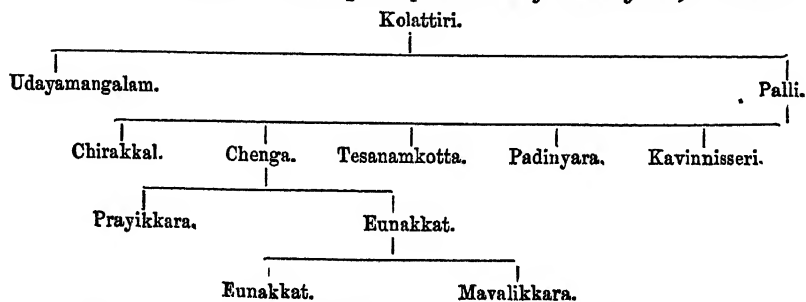 Kolattiri.
Udayamangalam. Palli.
Chirakkal. Chenga. Tesanamkotta. Padinyara. Kavinnisseri.
Prayikkara. Eunakkat.
Eunakkat. Mavalikkara.